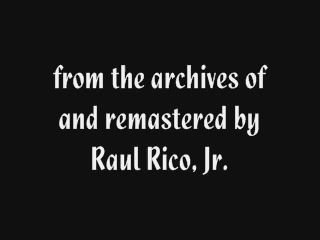 from the archives of
and remastered by
Raul Rico, Jr.